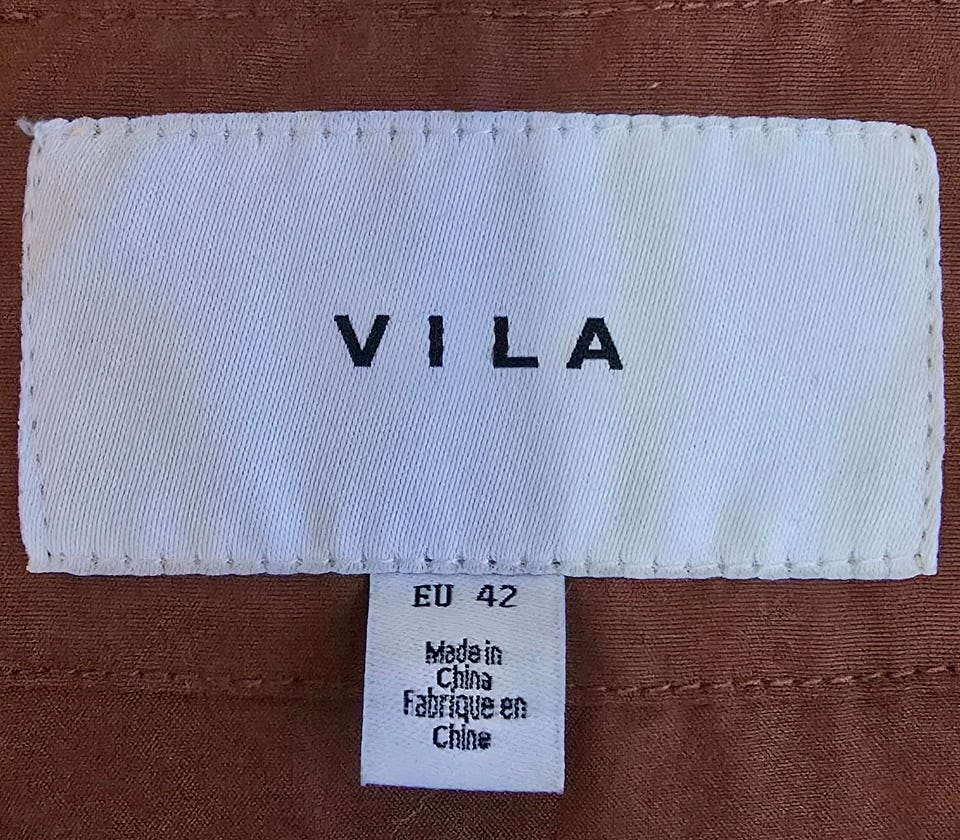 VILA
EU 42
Made in
China
Fabrique en
Chine